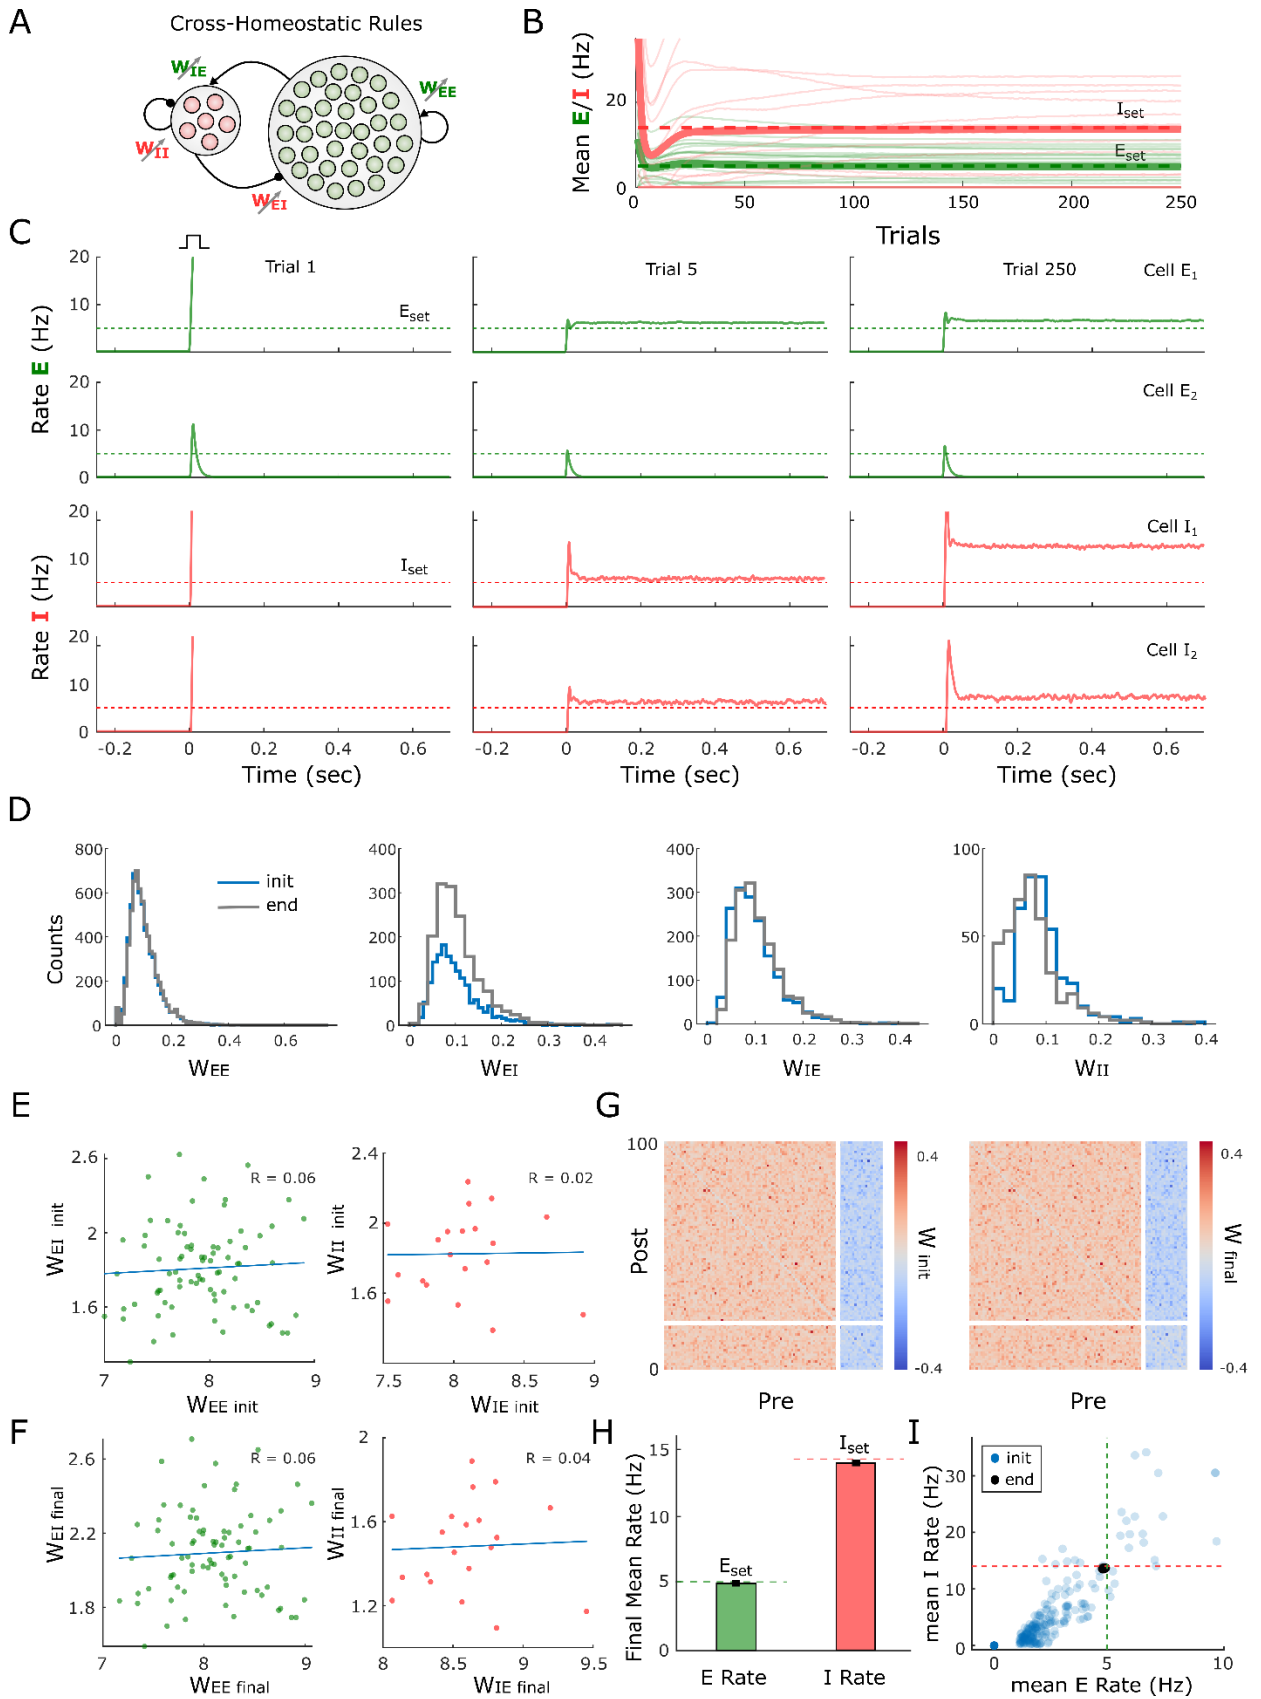 A
Cross-Homeostatic Rules
WIE
WEE
WII
WEI
B
Mean E/I (Hz)
20
0
Iset
Eset
0 50 100 150 200 250
Trials
C
Trial 1
Trial 5
Trial 250
Cell E1
Eset
20
10
Rate E (Hz)
Cell E2
20
10
0
Cell I1
Iset
20
10
Rate I (Hz)
Cell I2
20
10
0
-0.2 0 0.2 0.4 0.6
-0.2 0 0.2 0.4 0.6
-0.2 0 0.2 0.4 0.6
Time (sec)
Time (sec)
Time (sec)
D
Counts
800
600
400
200
0
init
end
0 0.2 0.4 0.6
WEE
400
300
200
100
0
0 0.1 0.2 0.3 0.4
WEI
400
300
200
100
0
0 0.1 0.2 0.3 0.4
WIE
100
50
0
0 0.1 0.2 0.3 0.4
WII
E
WEI init
2.6
2
1.6
R = 0.06
7 8 9
WEE init
WII init
2.4
2
1.6
R = 0.02
7.5 8 8.5 9
WIE init
G
Post
100
0
Pre
0.4
-0.4
W init
Pre
0.4
-0.4
W final
F
WEI final
2.6
2.2
1.8
R = 0.06
7 8 9
WEE final
WII final
2
1.6
1.2
R = 0.04
8 8.5 9 9.5
WIE final
H
Final Mean Rate (Hz)
15
10
5
0
Eset
Iset
E Rate
I Rate
I
init
end
mean I Rate (Hz)
30
20
10
0
0 5 10
mean E Rate (Hz)